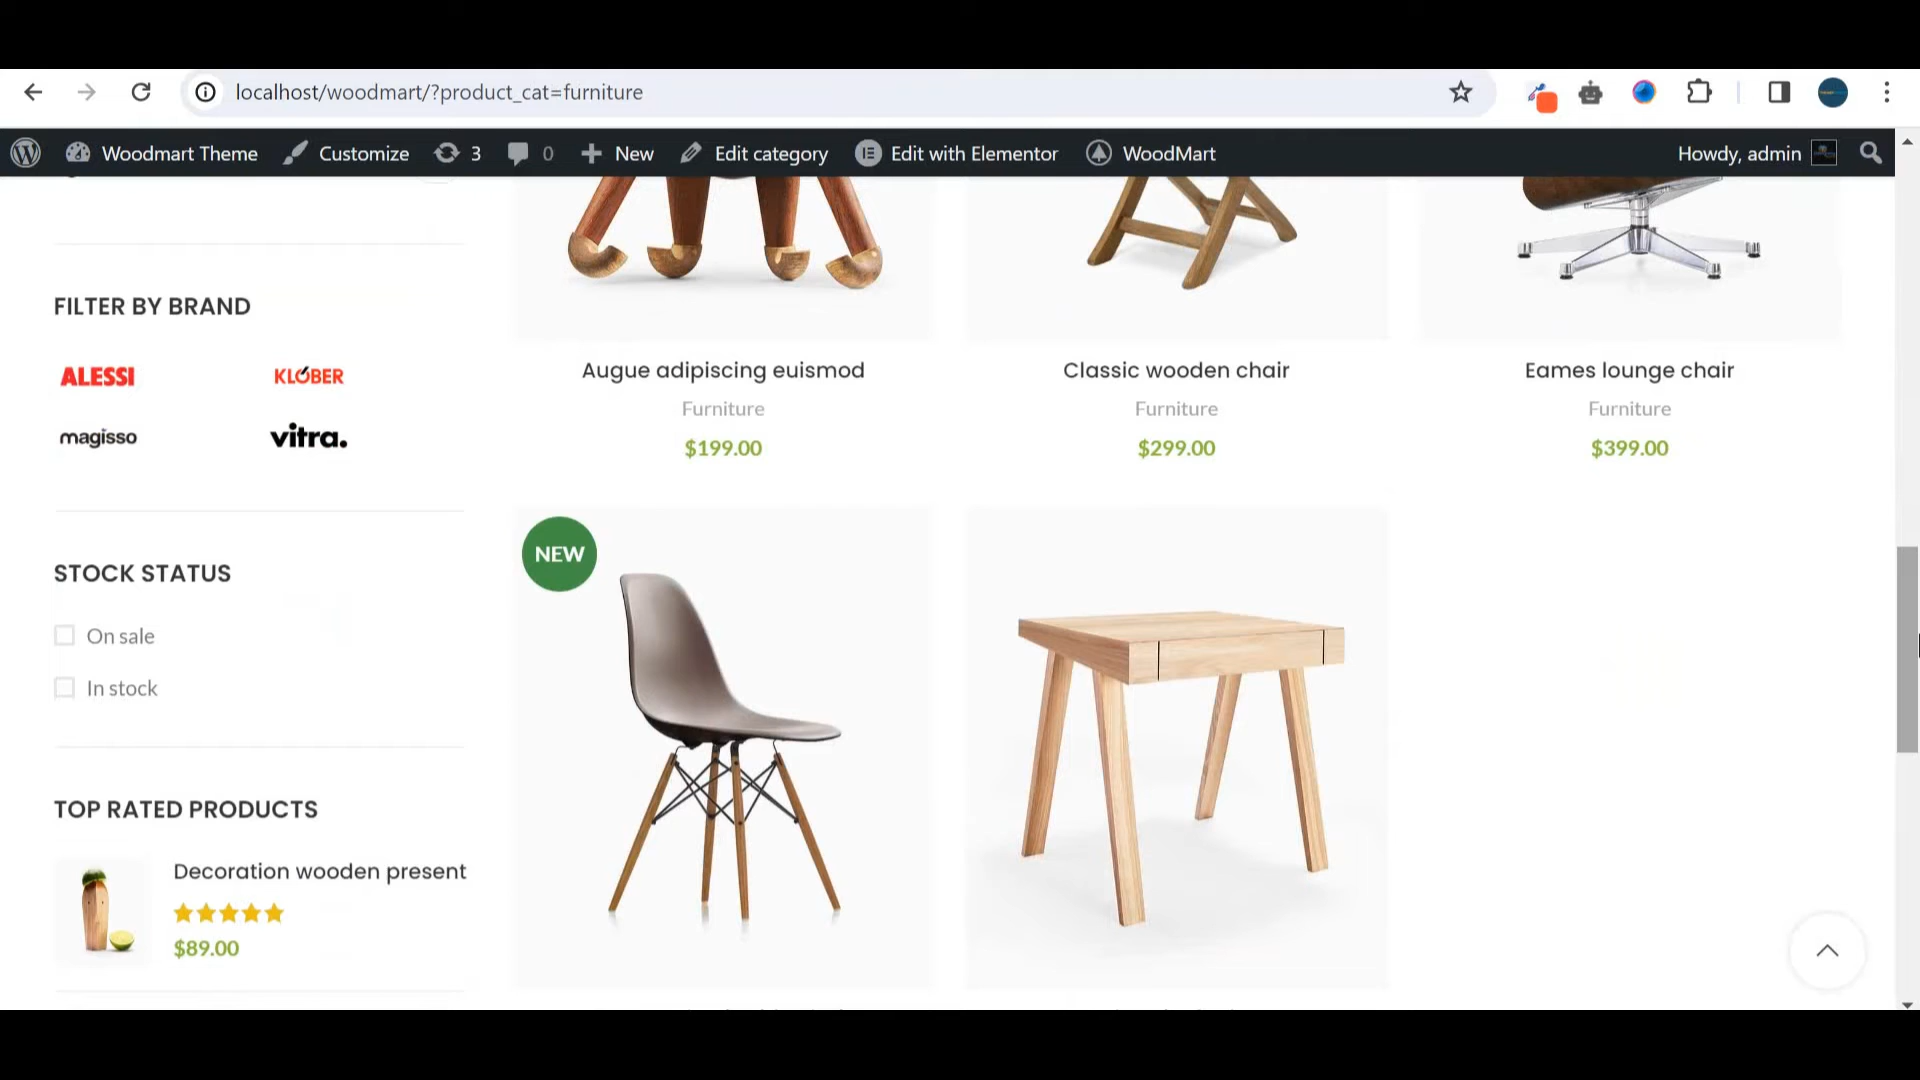 localhost/woodmart/?product_cat=furniture
Woodmart Theme Customize 3 0 New Edit category Edit with Elementor WoodMart Howdy, admin
FILTER BY BRAND
ALESSI KLÖBER
magisso vitra.
STOCK STATUS
On sale
In stock
TOP RATED PRODUCTS
Decoration wooden present
$89.00
Augue adipiscing euismod
Furniture
$199.00
Classic wooden chair
Furniture
$299.00
Eames lounge chair
Furniture
$399.00
NEW